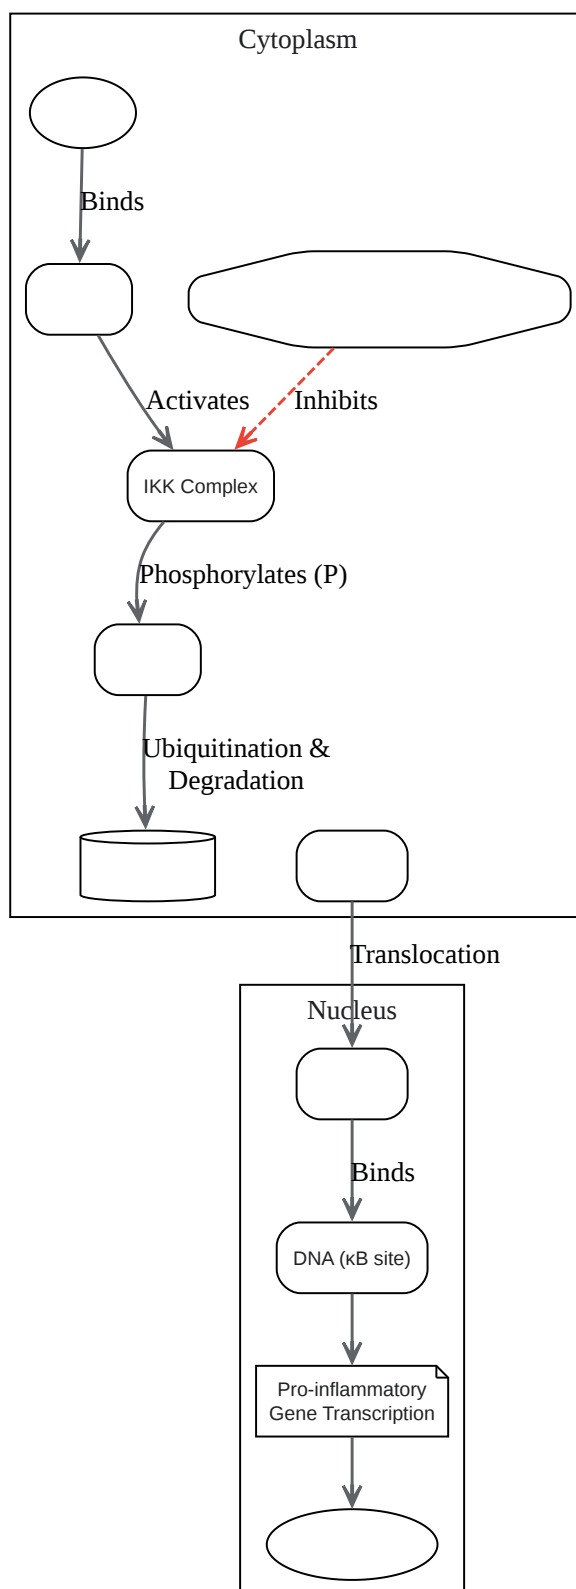 Cytoplasm
Binds
Activates
Inhibits
IKK Complex
Phosphorylates (P)
Ubiquitination &
Degradation
Translocation
Nucleus
Binds
DNA (κB site)
Pro-inflammatory
Gene Transcription